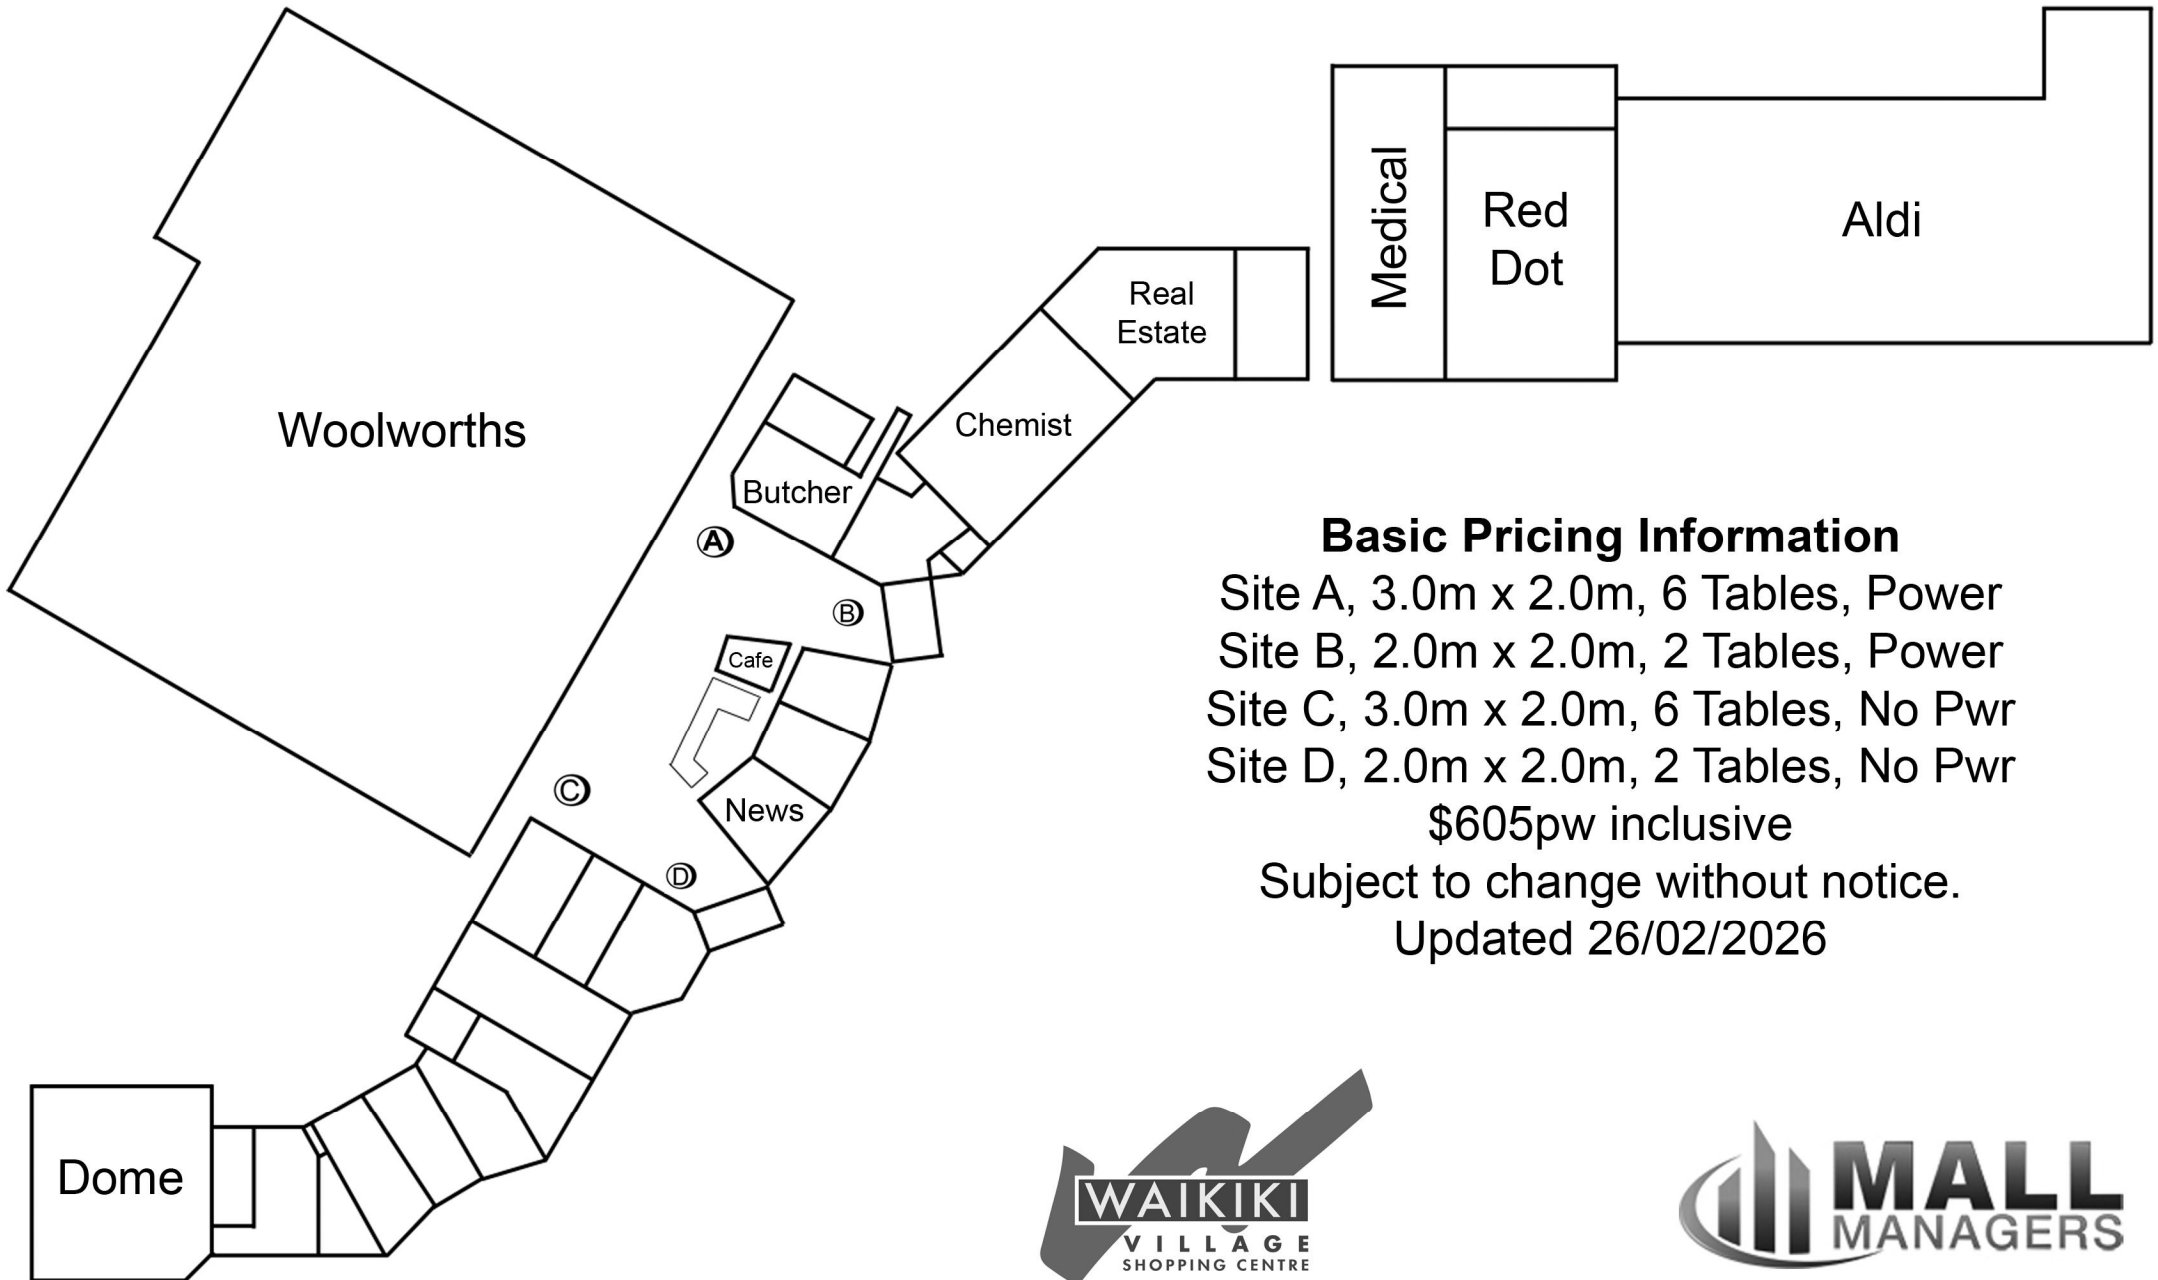 Medical
Red
Dot
Aldi
Real
Estate
Woolworths
Chemist
Butcher
A
B
Cafe
C
News
D
Dome
Basic Pricing Information
Site A, 3.0m x 2.0m, 6 Tables, Power
Site B, 2.0m x 2.0m, 2 Tables, Power
Site C, 3.0m x 2.0m, 6 Tables, No Pwr
Site D, 2.0m x 2.0m, 2 Tables, No Pwr
$605pw inclusive
Subject to change without notice.
Updated 26/02/2026
WAIKIKI
VILLAGE
SHOPPING CENTRE
MALL
MANAGERS